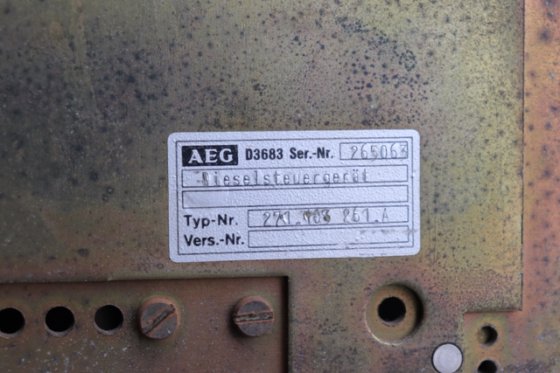 AEG D3683 Ser.-Nr. 265063
Dieselsteuergerät
Typ-Nr.
Vers.-Nr.